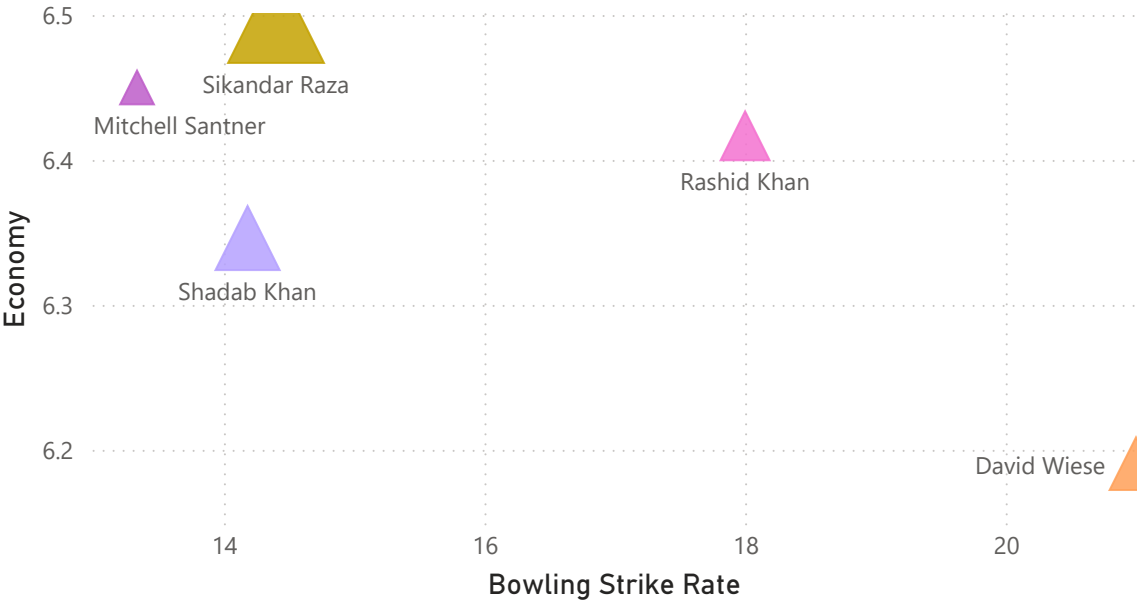 6.5
Sikandar Raza
Mitchell Santner
6.4
Rashid Khan
Economy
Shadab Khan
6.3
6.2
David Wiese
14
16
18
20
Bowling Strike Rate